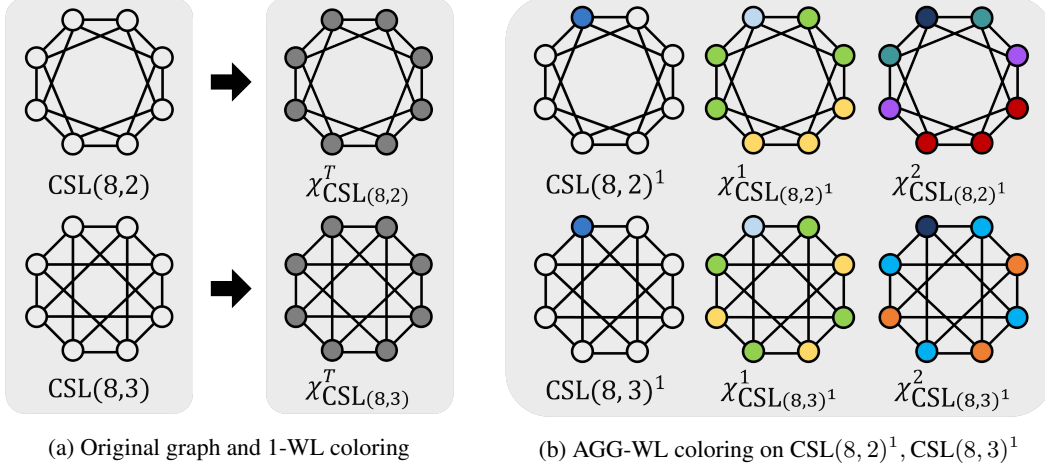 CSL(8,2)
χ^T_CSL(8,2)
CSL(8,2)^1
χ^1_CSL(8,2)^1
χ^2_CSL(8,2)^1
CSL(8,3)
χ^T_CSL(8,3)
CSL(8,3)^1
χ^1_CSL(8,3)^1
χ^2_CSL(8,3)^1
(a) Original graph and 1-WL coloring
(b) AGG-WL coloring on CSL(8, 2)^1, CSL(8, 3)^1